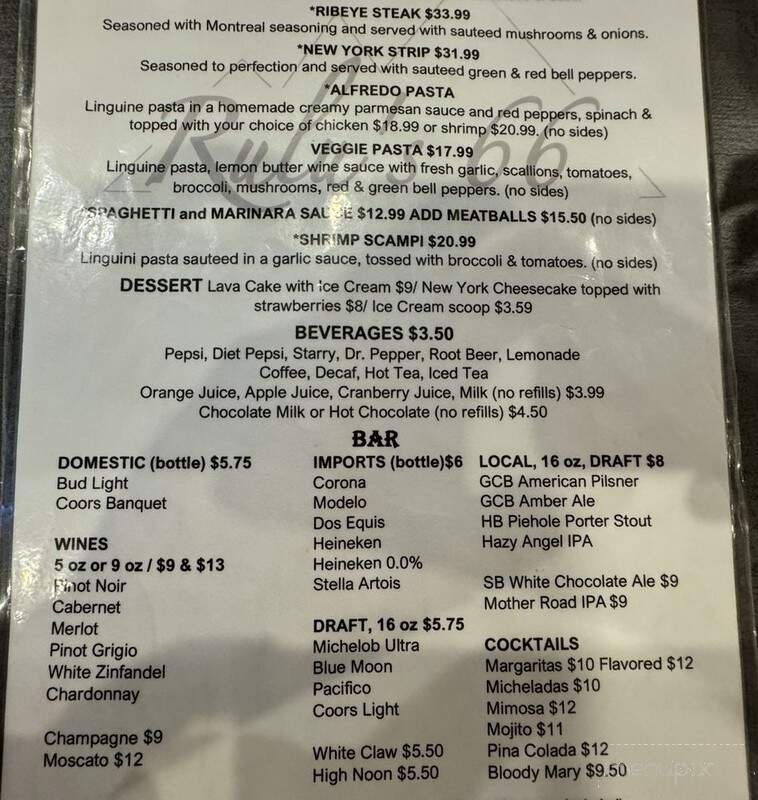 *RIBEYE STEAK $33.99
Seasoned with Montreal seasoning and served with sauteed mushrooms & onions.
*NEW YORK STRIP $31.99
Seasoned to perfection and served with sauteed green & red bell peppers.
*ALFREDO PASTA
Linguine pasta in a homemade creamy parmesan sauce and red peppers, spinach &
topped with your choice of chicken $18.99 or shrimp $20.99. (no sides)
VEGGIE PASTA $17.99
Linguine pasta, lemon butter wine sauce with fresh garlic, scallions, tomatoes,
broccoli, mushrooms, red & green bell peppers. (no sides)
*SPAGHETTI and MARINARA SAUCE $12.99 ADD MEATBALLS $15.50 (no sides)
*SHRIMP SCAMPI $20.99
Linguini pasta sauteed in a garlic sauce, tossed with broccoli & tomatoes. (no sides)
DESSERT Lava Cake with Ice Cream $9/ New York Cheesecake topped with
strawberries $8/ Ice Cream scoop $3.59
BEVERAGES $3.50
Pepsi, Diet Pepsi, Starry, Dr. Pepper, Root Beer, Lemonade
Coffee, Decaf, Hot Tea, Iced Tea
Orange Juice, Apple Juice, Cranberry Juice, Milk (no refills) $3.99
Chocolate Milk or Hot Chocolate (no refills) $4.50
BAR
DOMESTIC (bottle) $5.75
Bud Light
Coors Banquet
WINES
5 oz or 9 oz / $9 & $13
Pinot Noir
Cabernet
Merlot
Pinot Grigio
White Zinfandel
Chardonnay
Champagne $9
Moscato $12
IMPORTS (bottle)$6
Corona
Modelo
Dos Equis
Heineken
Heineken 0.0%
Stella Artois
DRAFT, 16 oz $5.75
Michelob Ultra
Blue Moon
Pacifico
Coors Light
White Claw $5.50
High Noon $5.50
LOCAL, 16 oz, DRAFT $8
GCB American Pilsner
GCB Amber Ale
HB Piehole Porter Stout
Hazy Angel IPA
SB White Chocolate Ale $9
Mother Road IPA $9
COCKTAILS
Margaritas $10 Flavored $12
Micheladas $10
Mimosa $12
Mojito $11
Pina Colada $12
Bloody Mary $9.50
menupix